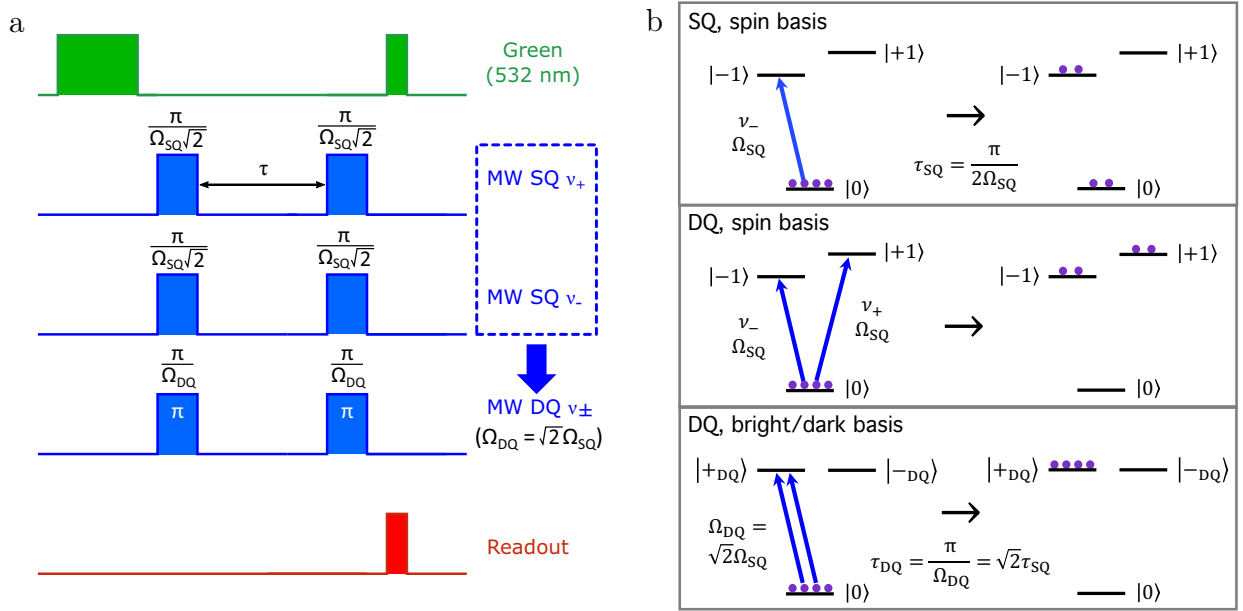 a
Green
(532 nm)
π/(Ω_SQ√2)
π/(Ω_SQ√2)
τ
MW SQ ν₊
π/(Ω_SQ√2)
π/(Ω_SQ√2)
MW SQ ν₋
π/Ω_DQ
π/Ω_DQ
π
π
MW DQ ν±
(Ω_DQ = √2Ω_SQ)
Readout
b
SQ, spin basis
|+1⟩
|−1⟩
ν₋
Ω_SQ
|0⟩
τ_SQ = π/(2Ω_SQ)
|+1⟩
|−1⟩
|0⟩
DQ, spin basis
|+1⟩
|−1⟩
ν₋
Ω_SQ
ν₊
Ω_SQ
|0⟩
|+1⟩
|−1⟩
|0⟩
DQ, bright/dark basis
|+_DQ⟩
|−_DQ⟩
Ω_DQ =
√2Ω_SQ
|0⟩
τ_DQ = π/Ω_DQ = √2τ_SQ
|+_DQ⟩
|−_DQ⟩
|0⟩